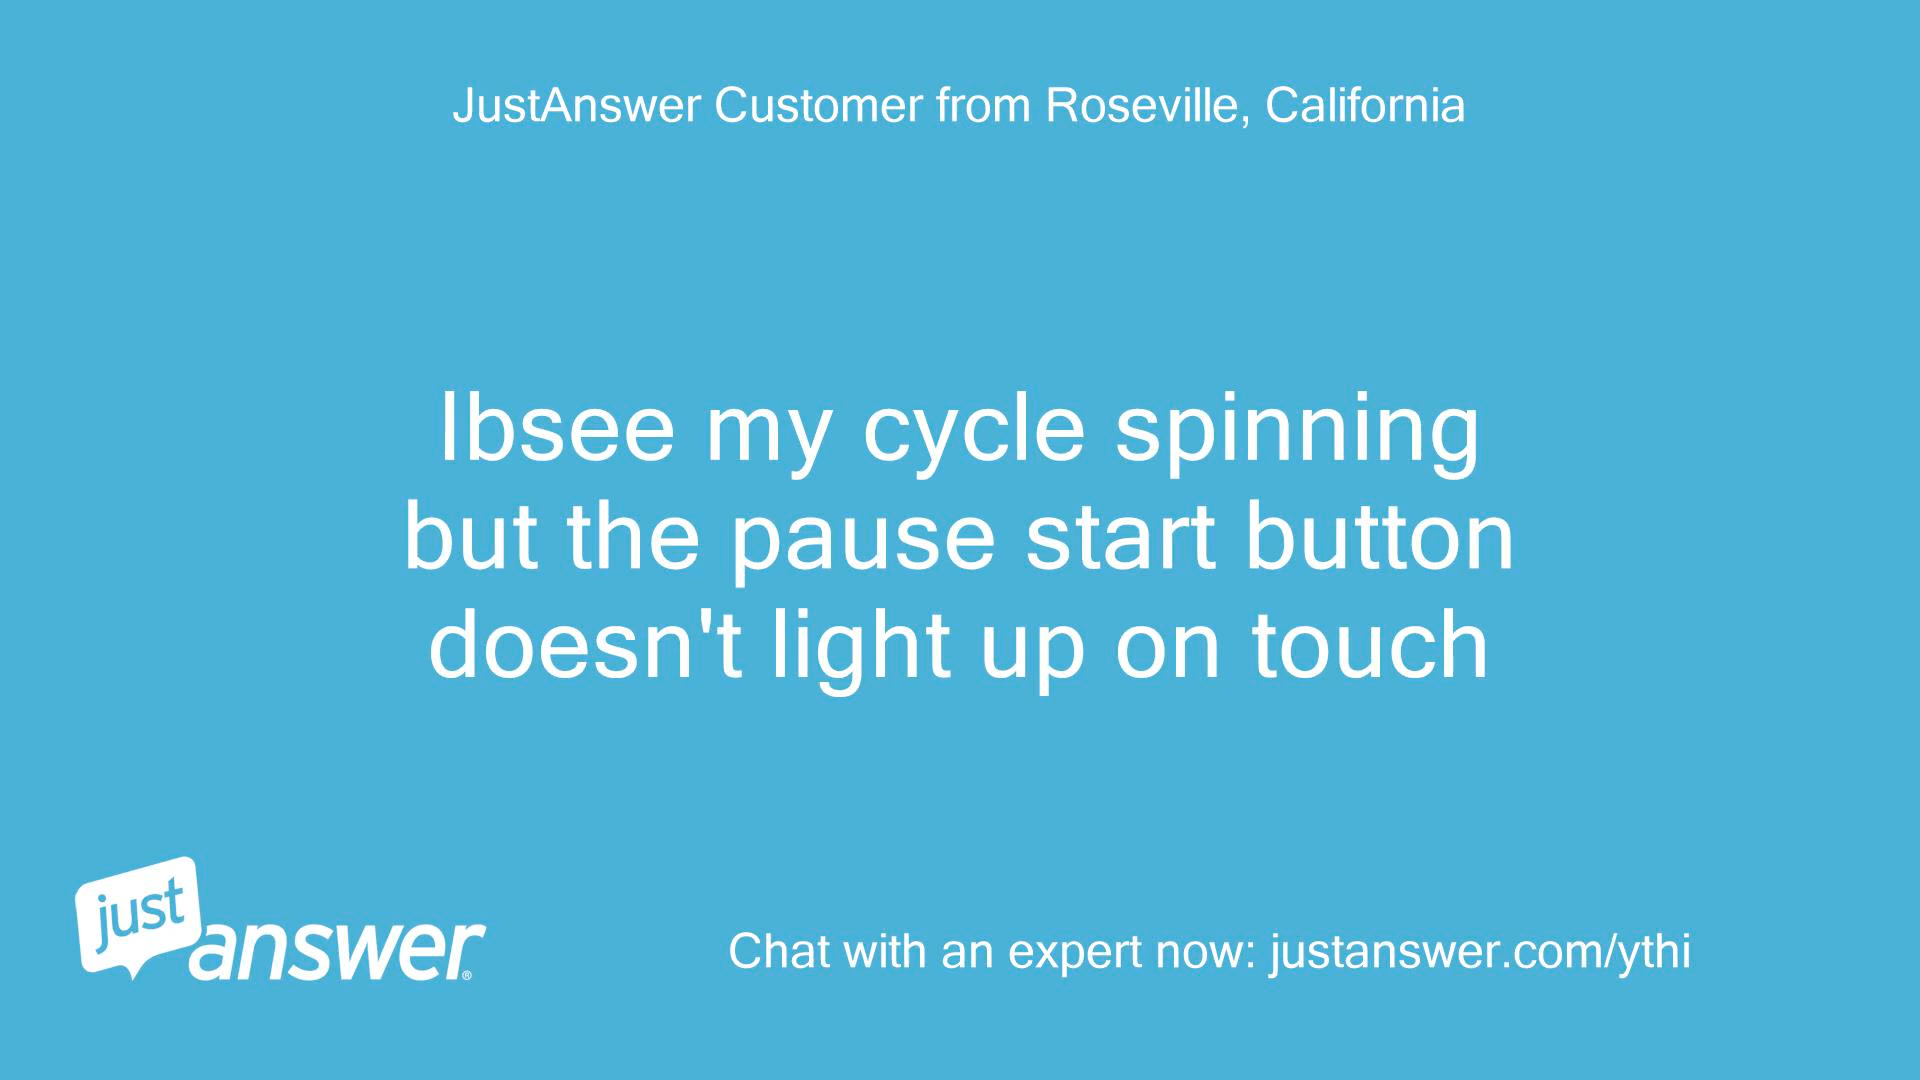 JustAnswer Customer from Roseville, California
Ibsee my cycle spinning
but the pause start button
doesn't light up on touch
just
answer®
Chat with an expert now: justanswer.com/ythi